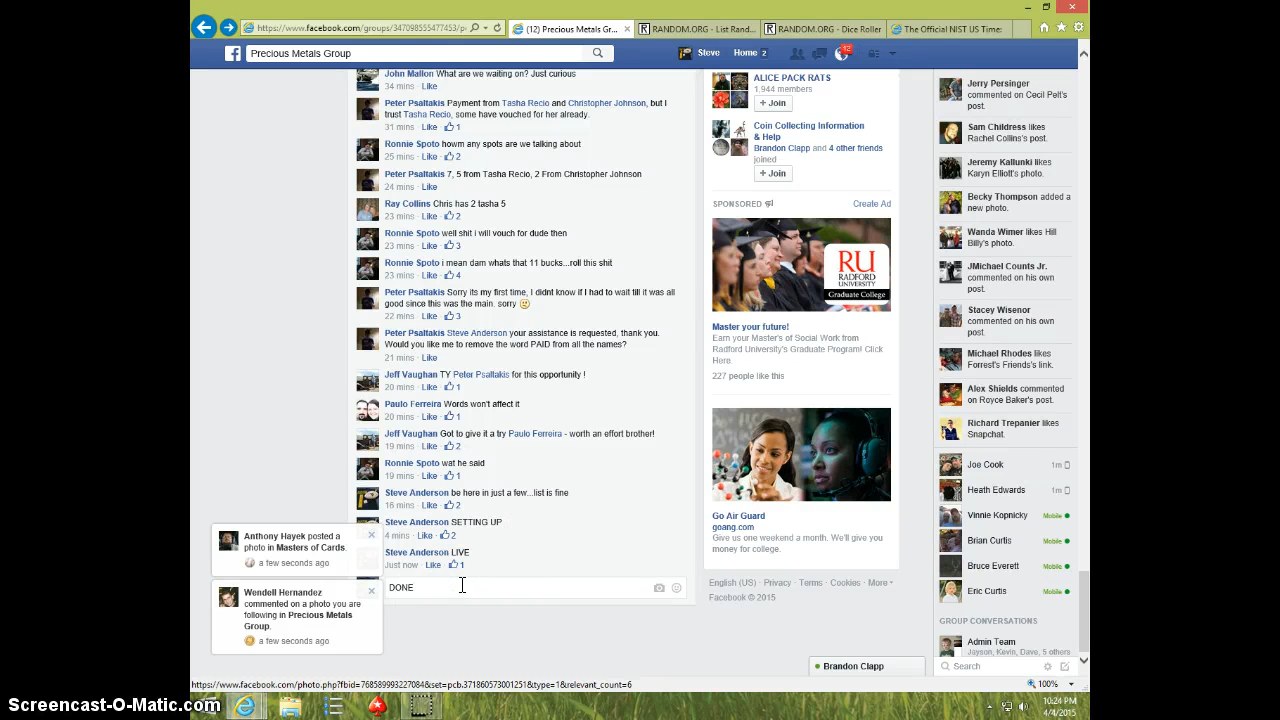 https://www.facebook.com/groups/347098555477453/p
(12) Precious Metals Gr...
RANDOM.ORG - List Rand...
RANDOM.ORG - Dice Roller
The Official NIST US Time:
Precious Metals Group
Steve
Home 2
12
John Mallon What are we waiting on? Just curious
34 mins Like
Peter Psaltakis Payment from Tasha Recio and Christopher Johnson, but I
trust Tasha Recio, some have vouched for her already.
31 mins Like 1
Ronnie Spoto howm any spots are we talking about
25 mins Like 2
Peter Psaltakis 7, 5 from Tasha Recio, 2 From Christopher Johnson
24 mins Like
Ray Collins Chris has 2 tasha 5
23 mins Like 2
Ronnie Spoto well shit i will vouch for dude then
23 mins Like 3
Ronnie Spoto i mean dam whats that 11 bucks...roll this shit
23 mins Like 4
Peter Psaltakis Sorry its my first time, I didnt know if I had to wait till it was all
good since this was the main. sorry
22 mins Like 3
Peter Psaltakis Steve Anderson your assistance is requested, thank you.
Would you like me to remove the word PAID from all the names?
21 mins Like
Jeff Vaughan TY Peter Psaltakis for this opportunity !
20 mins Like 1
Paulo Ferreira Words won't affect it
20 mins Like 1
Jeff Vaughan Got to give it a try Paulo Ferreira - worth an effort brother!
19 mins Like 2
Ronnie Spoto wat he said
19 mins Like 1
Steve Anderson be here in just a few...list is fine
16 mins Like 2
Steve Anderson SETTING UP
4 mins Like 2
Steve Anderson LIVE
Just now Like 1
DONE
Anthony Hayek posted a
photo in Masters of Cards.
a few seconds ago
Wendell Hernandez
commented on a photo you are
following in Precious Metals
Group.
a few seconds ago
ALICE PACK RATS
1,944 members
+ Join
Coin Collecting Information
& Help
Brandon Clapp and 4 other friends
joined
+ Join
SPONSORED
Create Ad
RU
RADFORD
UNIVERSITY
Graduate College
Master your future!
Earn your Master's of Social Work from
Radford University's Graduate Program! Click
Here.
227 people like this
Go Air Guard
goang.com
Give us one weekend a month. We'll give you
money for college.
English (US) · Privacy · Terms · Cookies · More
Facebook © 2015
Jerry Persinger
commented on Cecil Pelt's
post.
Sam Childress likes
Rachel Collins's post.
Jeremy Kallunki likes
Karyn Elliott's photo.
Becky Thompson added a
new photo.
Wanda Wimer likes Hill
Billy's photo.
JMichael Counts Jr.
commented on his own
post.
Stacey Wisenor
commented on his own
post.
Michael Rhodes likes
Forrest's Friends's link.
Alex Shields commented
on Royce Baker's post.
Richard Trepanier likes
Snapchat.
Joe Cook 1m
Heath Edwards 1m
Vinnie Kopnicky Mobile
Brian Curtis Mobile
Bruce Everett Mobile
Eric Curtis Mobile
GROUP CONVERSATIONS
Admin Team
Jayson, Kevin, Dave, 5 others
Search
Brandon Clapp
https://www.facebook.com/photo.php?fbid=768589993227084&set=pcb.371860573001251&type=1&relevant_count=6
100%
10:24 PM
4/4/2015
Screencast-O-Matic.com